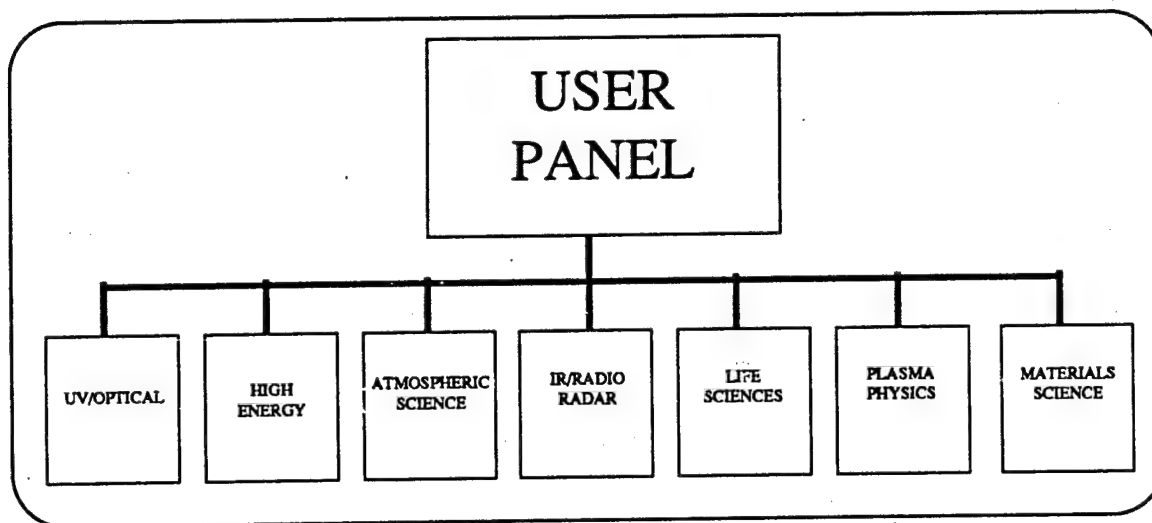 USER
PANEL
UV/OPTICAL
HIGH
ENERGY
ATMOSPHERIC
SCIENCE
IR/RADIO
RADAR
LIFE
SCIENCES
PLASMA
PHYSICS
MATERIALS
SCIENCE